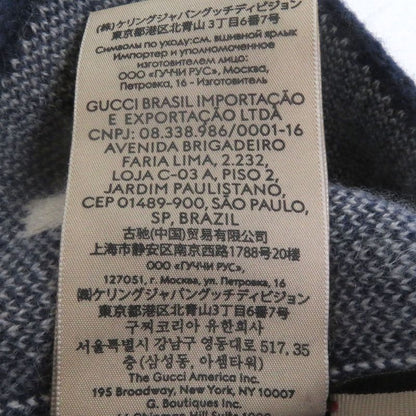 (株)ケリングジャパングッチディビジョン
東京都港区北青山3丁目6番7号
Символы по уходу:см. вшивной ярлык
Импортер и уполномоченное
изготовителем лицо:
ООО «ГУЧЧИ РУС», Москва,
Петровка, 16 - Изготовитель
GUCCI BRASIL IMPORTAÇÃO
E EXPORTAÇÃO LTDA
CNPJ: 08.338.986/0001-16
AVENIDA BRIGADEIRO
FARIA LIMA, 2.232,
LOJA C-03 A, PISO 2,
JARDIM PAULISTANO,
CEP 01489-900, SÃO PAULO,
SP, BRAZIL
古驰(中国)贸易有限公司
上海市静安区南京西路1788号20楼
ООО «ГУЧЧИ РУС»,
127051, г. Москва, ул. Петровка, 16
(株)ケリングジャパングッチディビジョン
東京都港区北青山3丁目6番7号
구찌코리아 유한회사
서울특별시 강남구 영동대로 517, 35
층 (삼성동, 아셈타워)
The Gucci America Inc.
195 Broadway, New York, NY 10007
G. Boutiques Inc.